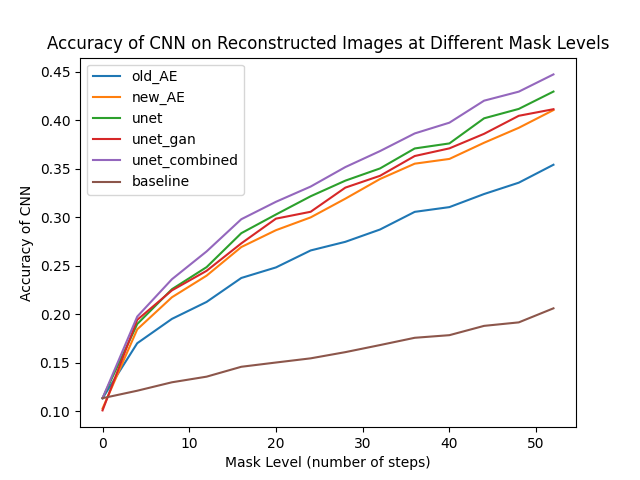 Accuracy of CNN on Reconstructed Images at Different Mask Levels
old_AE
new_AE
unet
unet_gan
unet_combined
baseline
Accuracy of CNN
0.45
0.40
0.35
0.30
0.25
0.20
0.15
0.10
0 10 20 30 40 50
Mask Level (number of steps)